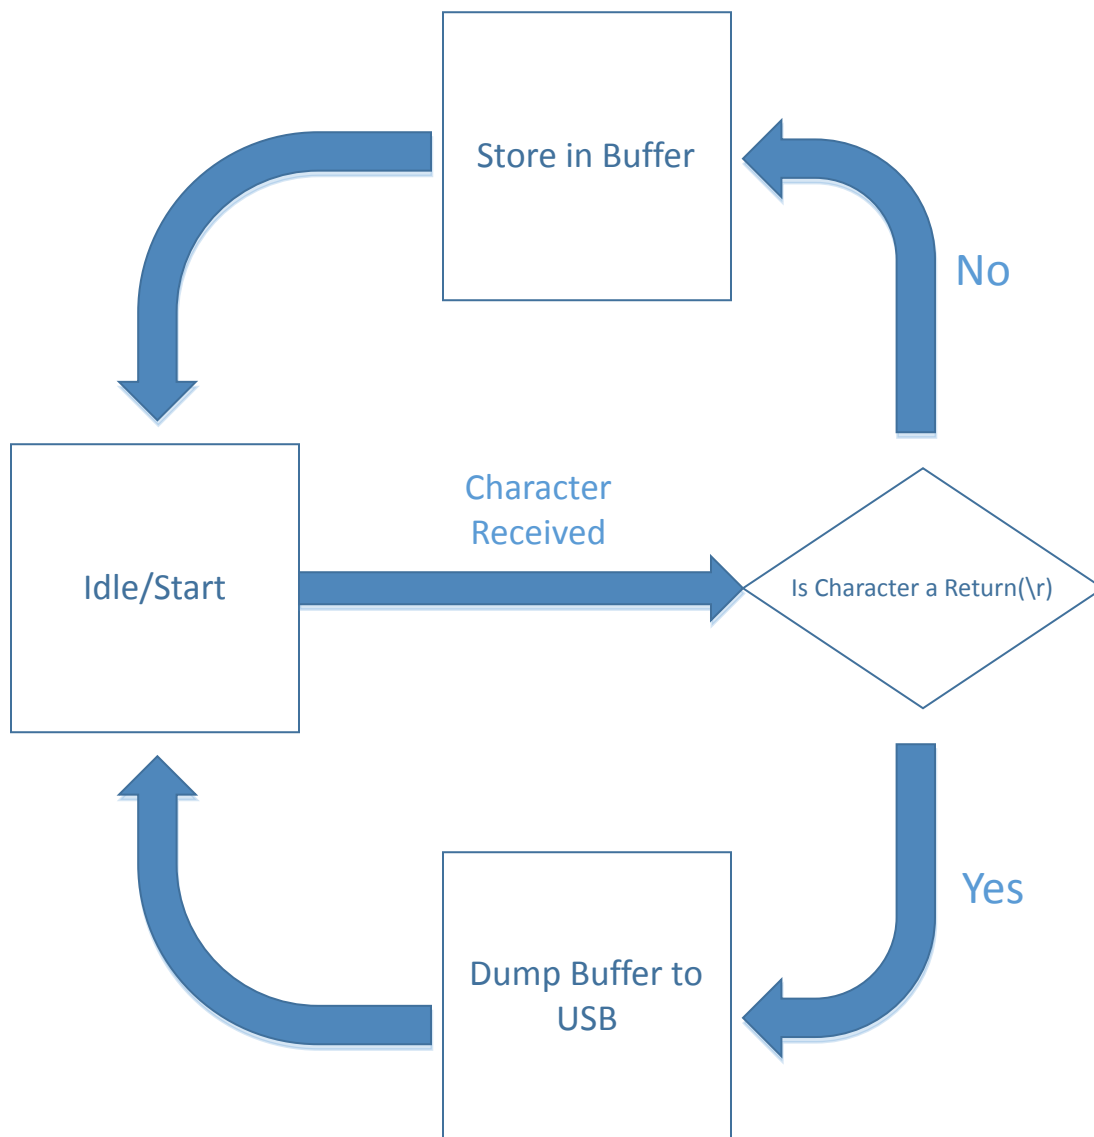 Store in Buffer
No
Character
Received
Idle/Start
Is Character a Return(\r)
Yes
Dump Buffer to
USB